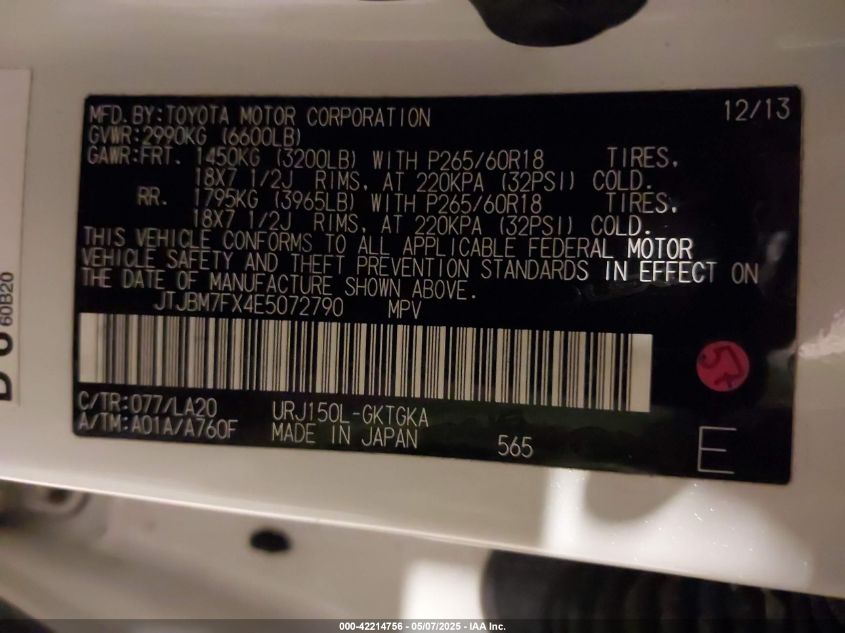 MFD. BY: TOYOTA MOTOR CORPORATION 12/13
GVWR: 2990KG (6600LB)
GAWR: FRT. 1450KG (3200LB) WITH P265/60R18 TIRES,
18X7 1/2J RIMS, AT 220KPA (32PSI) COLD.
RR. 1795KG (3965LB) WITH P265/60R18 TIRES,
18X7 1/2J RIMS, AT 220KPA (32PSI) COLD.
THIS VEHICLE CONFORMS TO ALL APPLICABLE FEDERAL MOTOR
VEHICLE SAFETY AND THEFT PREVENTION STANDARDS IN EFFECT ON
THE DATE OF MANUFACTURE SHOWN ABOVE.
JTJBM7FX4E5072790 MPV
C/TR: 077/LA20 URJ150L-GKTGKA
A/TM: A01A/A760F MADE IN JAPAN 565
E
60B20
000-42214756 - 05/07/2025 - IAA Inc.